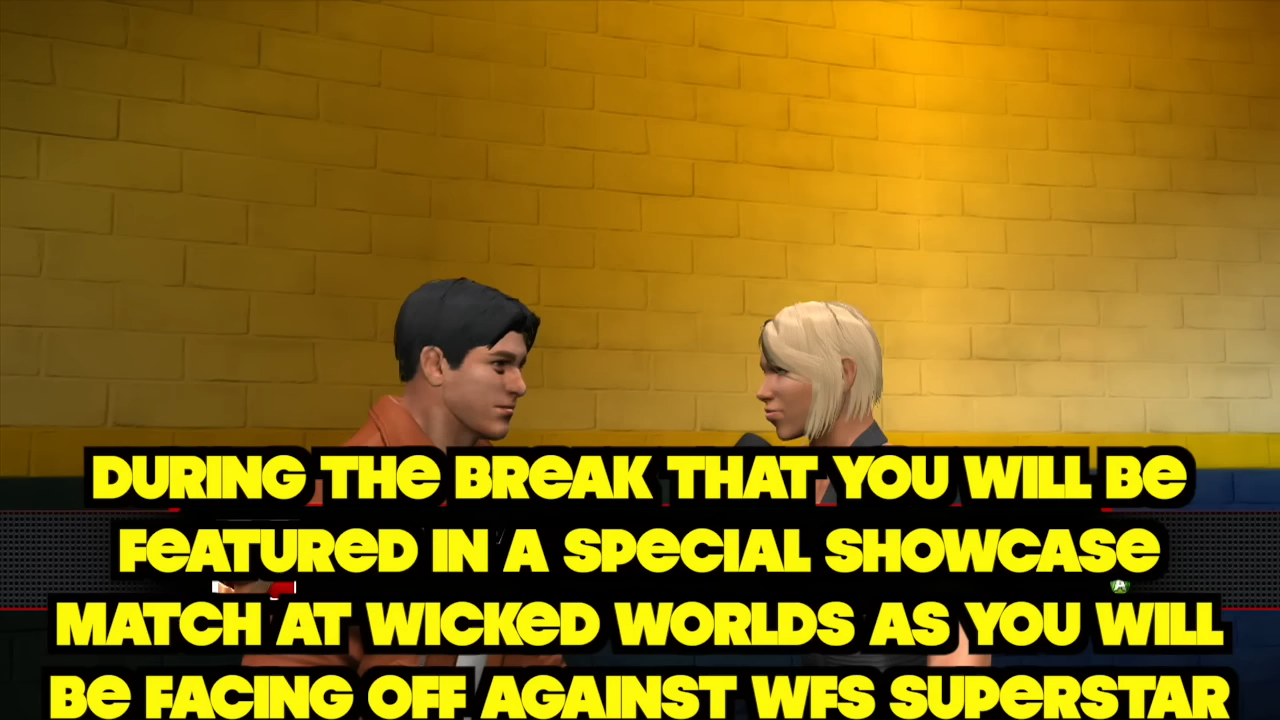 DURING THE BREAK THAT YOU WILL BE
FEATURED IN A SPECIAL SHOWCASE
MATCH AT WICKED WORLDS AS YOU WILL
BE FACING OFF AGAINST WFS SUPERSTAR
A